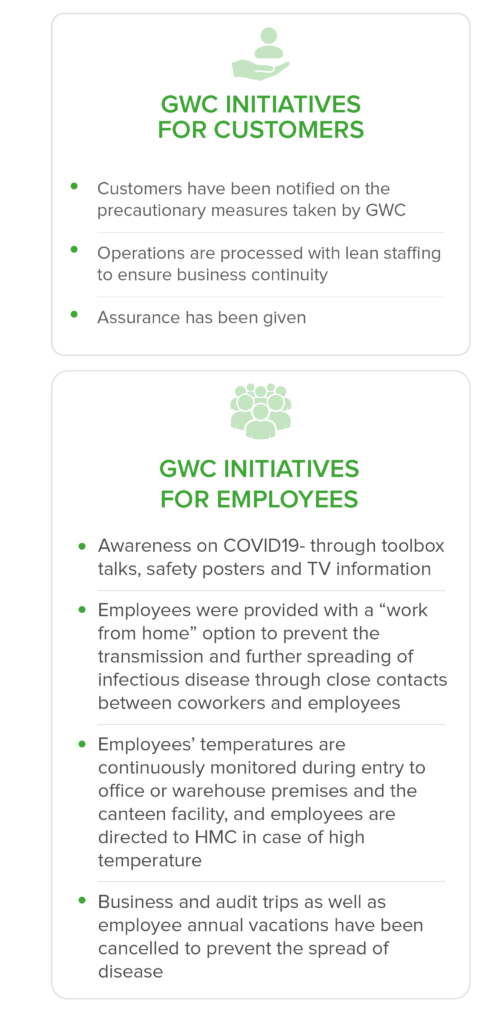 GWC INITIATIVES
FOR CUSTOMERS
Customers have been notified on the
precautionary measures taken by GWC
Operations are processed with lean staffing
to ensure business continuity
Assurance has been given
GWC INITIATIVES
FOR EMPLOYEES
Awareness on COVID19- through toolbox
talks, safety posters and TV information
Employees were provided with a “work
from home” option to prevent the
transmission and further spreading of
infectious disease through close contacts
between coworkers and employees
Employees’ temperatures are
continuously monitored during entry to
office or warehouse premises and the
canteen facility, and employees are
directed to HMC in case of high
temperature
Business and audit trips as well as
employee annual vacations have been
cancelled to prevent the spread of
disease